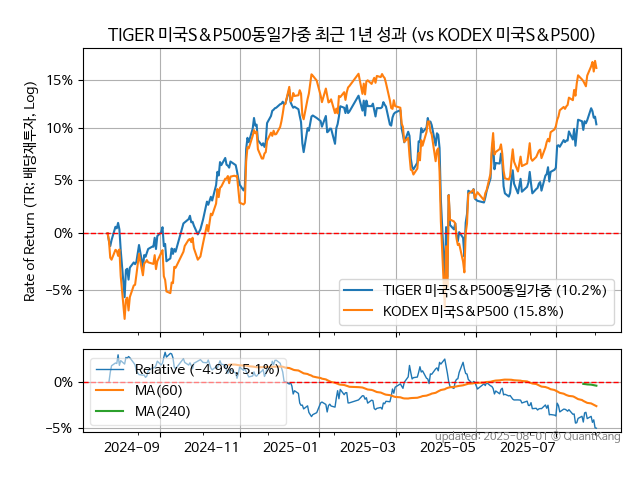 TIGER 미국S&P500동일가중 최근 1년 성과 (vs KODEX 미국S&P500)
Rate of Return (TR: 배당재투자, Log)
15%
10%
5%
0%
−5%
TIGER 미국S&P500동일가중 (10.2%)
KODEX 미국S&P500 (15.8%)
0%
−5%
Relative (−4.9%, 5.1%)
MA(60)
MA(240)
2024-09
2024-11
2025-01
2025-03
2025-05
2025-07
updated: 2025-08-01 © QuantKang